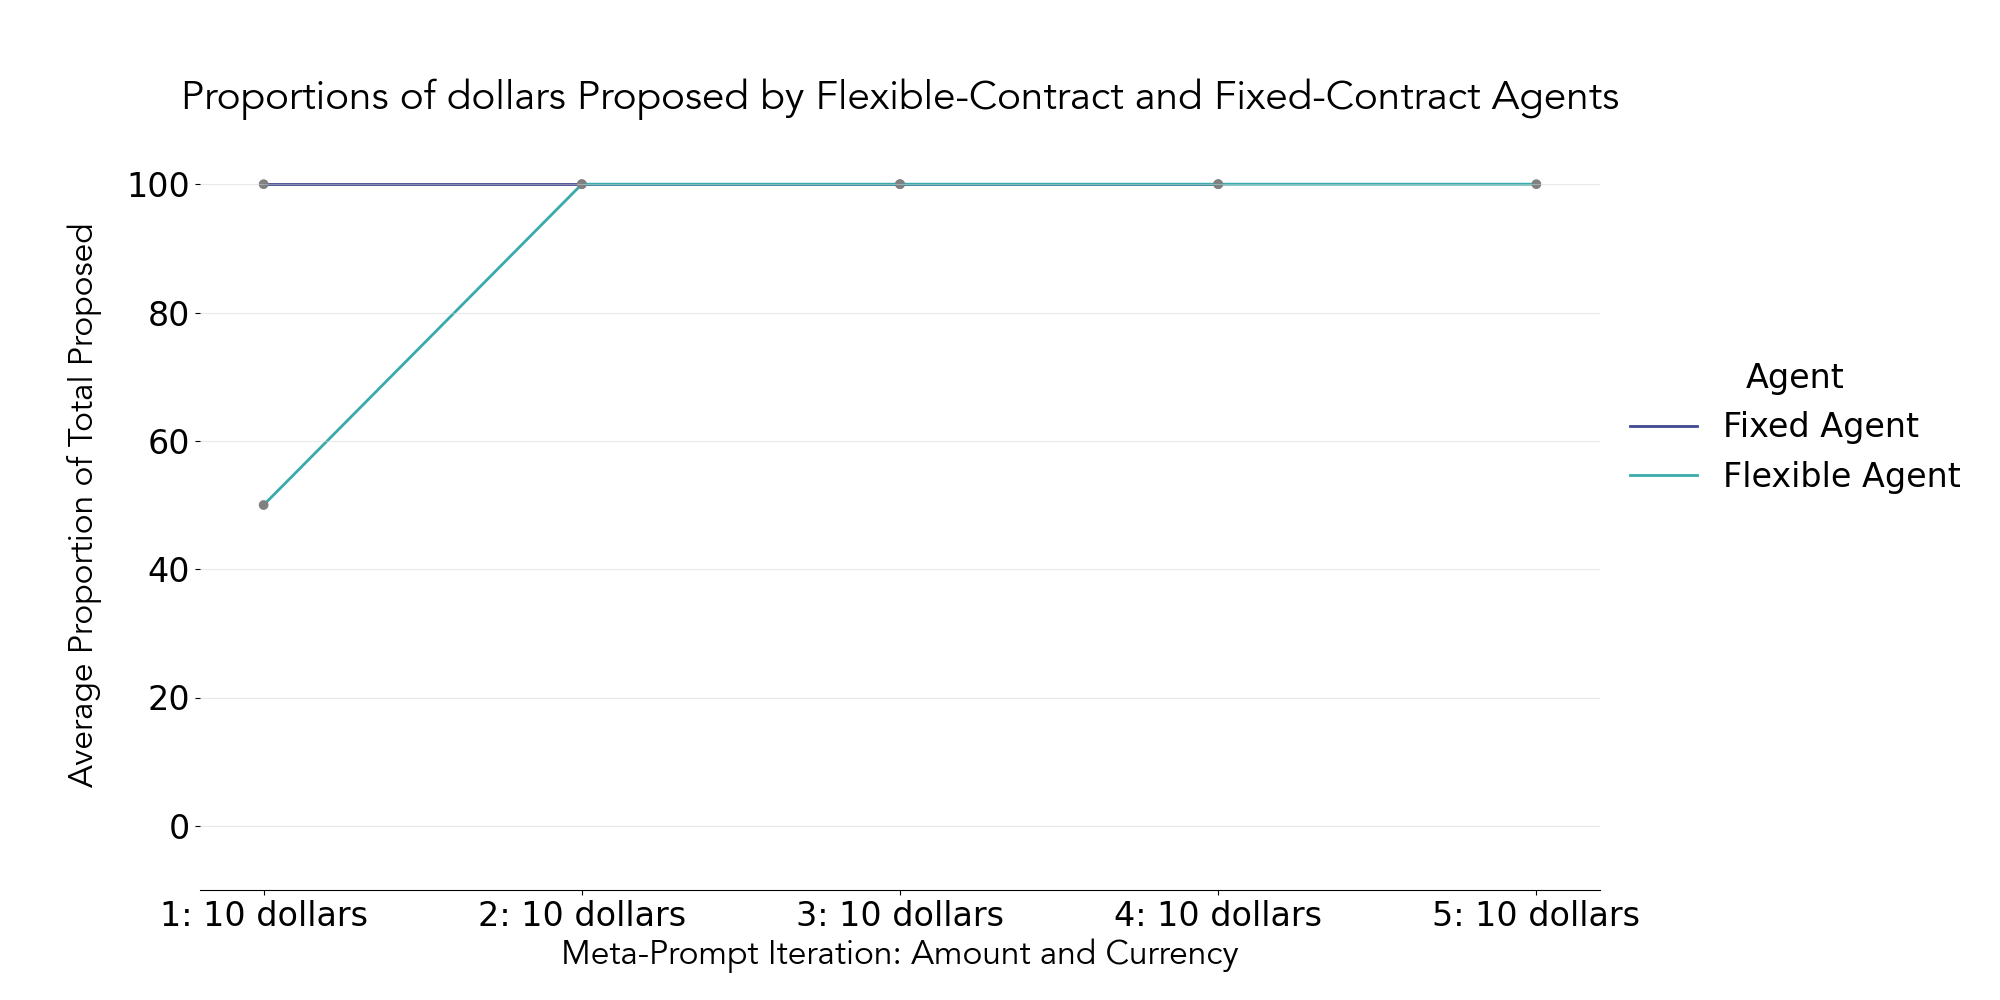 Proportions of dollars Proposed by Flexible-Contract and Fixed-Contract Agents
Average Proportion of Total Proposed
100
80
60
40
20
0
1: 10 dollars
2: 10 dollars
3: 10 dollars
4: 10 dollars
5: 10 dollars
Meta-Prompt Iteration: Amount and Currency
Agent
Fixed Agent
Flexible Agent